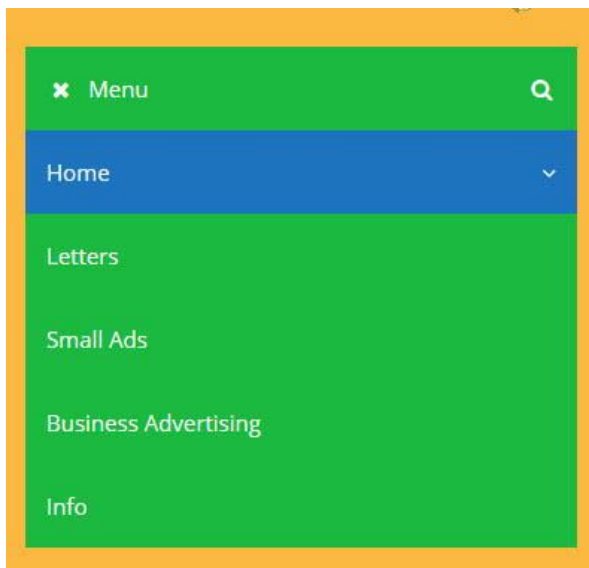 Menu
Home
Letters
Small Ads
Business Advertising
Info